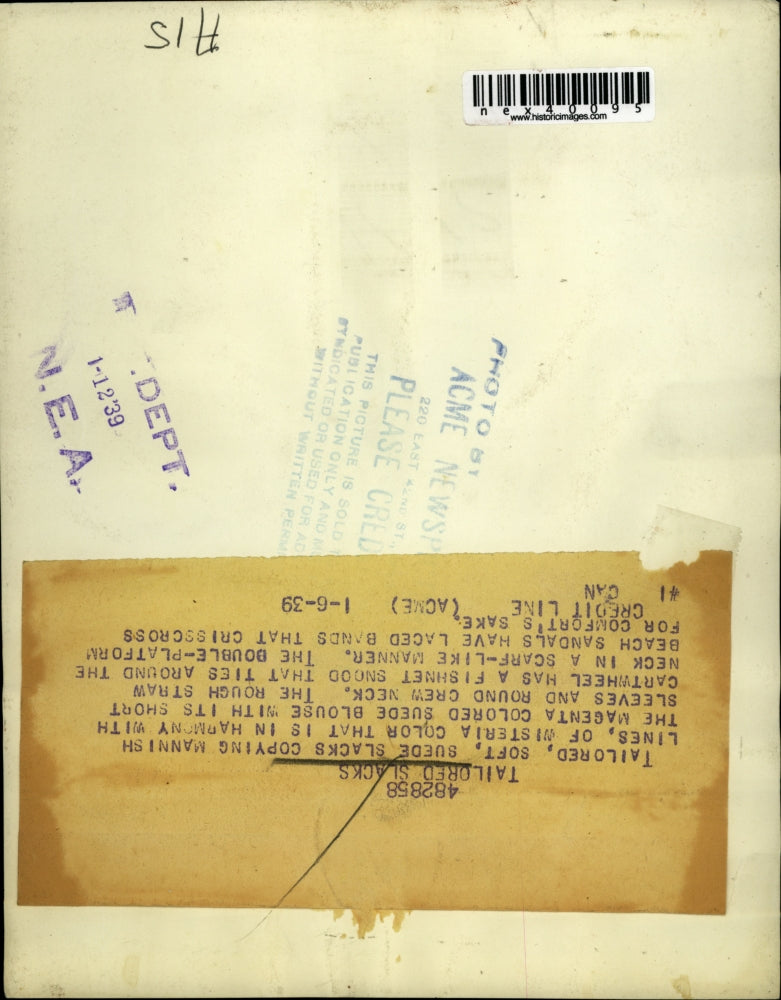 SLACKS
nex40095
www.historicimages.com
. DEPT.
1-12 '39
N.E.A.
PHOTO BY
ACME NEWSP
220 EAST 42ND ST.,
PLEASE CRED
THIS PICTURE IS SOLD
PUBLICATION ONLY AND M
SYNDICATED OR USED FOR AD
WITHOUT WRITTEN PERM
482858
TAILORED SLACKS
TAILORED, SOFT, SUEDE SLACKS COPYING MANNISH
LINES, OF WISTERIA COLOR THAT IS IN HARMONY WITH
THE MAGENTA COLORED SUEDE BLOUSE WITH ITS SHORT
SLEEVES AND ROUND CREW NECK. THE ROUGH STRAW
CARTWHEEL HAS A FISHNET SNOOD THAT TIES AROUND THE
NECK IN A SCARF-LIKE MANNER. THE DOUBLE-PLATFORM
BEACH SANDALS HAVE LACED BANDS THAT CRISSCROSS
FOR COMFORT'S SAKE.
CREDIT LINE (ACME) 1-6-39
#1 CAN